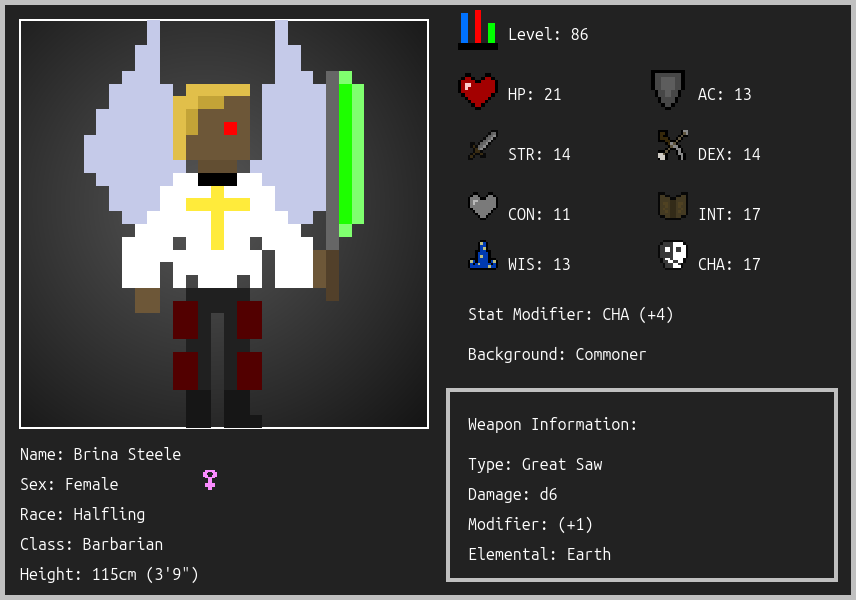 Level: 86
HP: 21
AC: 13
STR: 14
DEX: 14
CON: 11
INT: 17
WIS: 13
CHA: 17
Stat Modifier: CHA (+4)
Background: Commoner
Weapon Information:
Type: Great Saw
Damage: d6
Modifier: (+1)
Elemental: Earth
Name: Brina Steele
Sex: Female
Race: Halfling
Class: Barbarian
Height: 115cm (3'9")